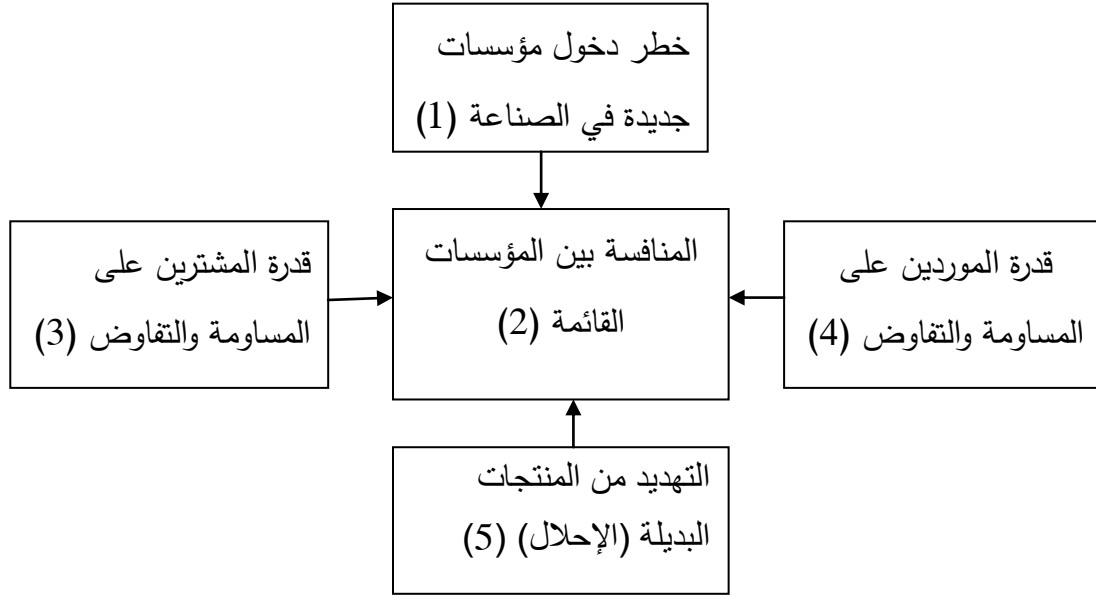 خطر دخول مؤسسات
جديدة في الصناعة (1)
المنافسة بين المؤسسات
القائمة (2)
قدرة الموردين على
المساومة والتفاوض (4)
قدرة المشترين على
المساومة والتفاوض (3)
التهديد من المنتجات
البديلة (الإحلال) (5)